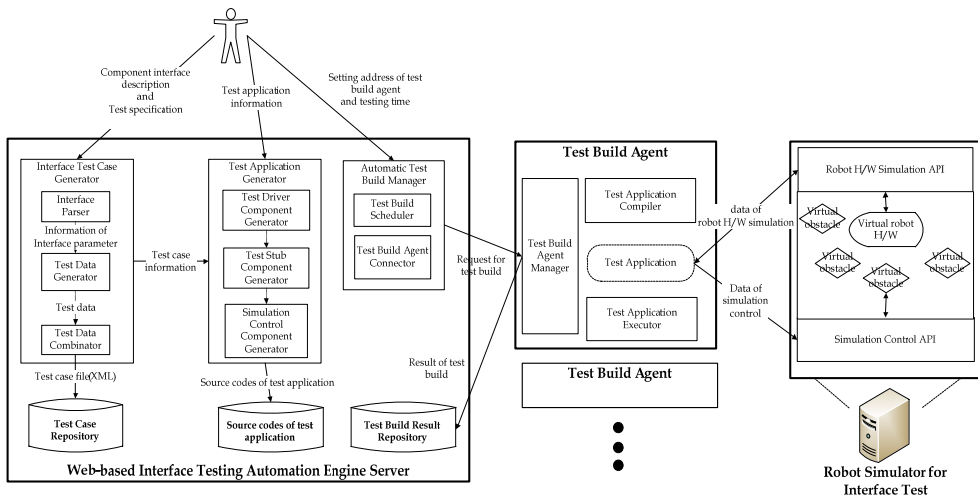 Component interface
description
and
Test specification
Test application
information
Setting address of test
build agent
and testing time
Interface Test Case
Generator
Interface
Parser
Information of
Interface parameter
Test Data
Generator
Test data
Test Data
Combinator
Test case file(XML)
Test Case
Repository
Test case
information
Test Application
Generator
Test Driver
Component
Generator
Test Stub
Component
Generator
Simulation
Control
Component
Generator
Source codes of test application
Source codes of test
application
Automatic Test
Build Manager
Test Build
Scheduler
Test Build Agent
Connector
Request for
test build
Result of test
build
Test Build Result
Repository
Web-based Interface Testing Automation Engine Server
Test Build Agent
Test Build
Agent
Manager
Test Application
Compiler
Test Application
Test Application
Executor
Test Build Agent
data of
robot H/W simulation
Data of
simulation
control
Robot H/W Simulation API
Virtual
obstacle
Virtual robot
H/W
Virtual
obstacle
Virtual
obstacle
Virtual
obstacle
Simulation Control API
Robot Simulator for
Interface Test